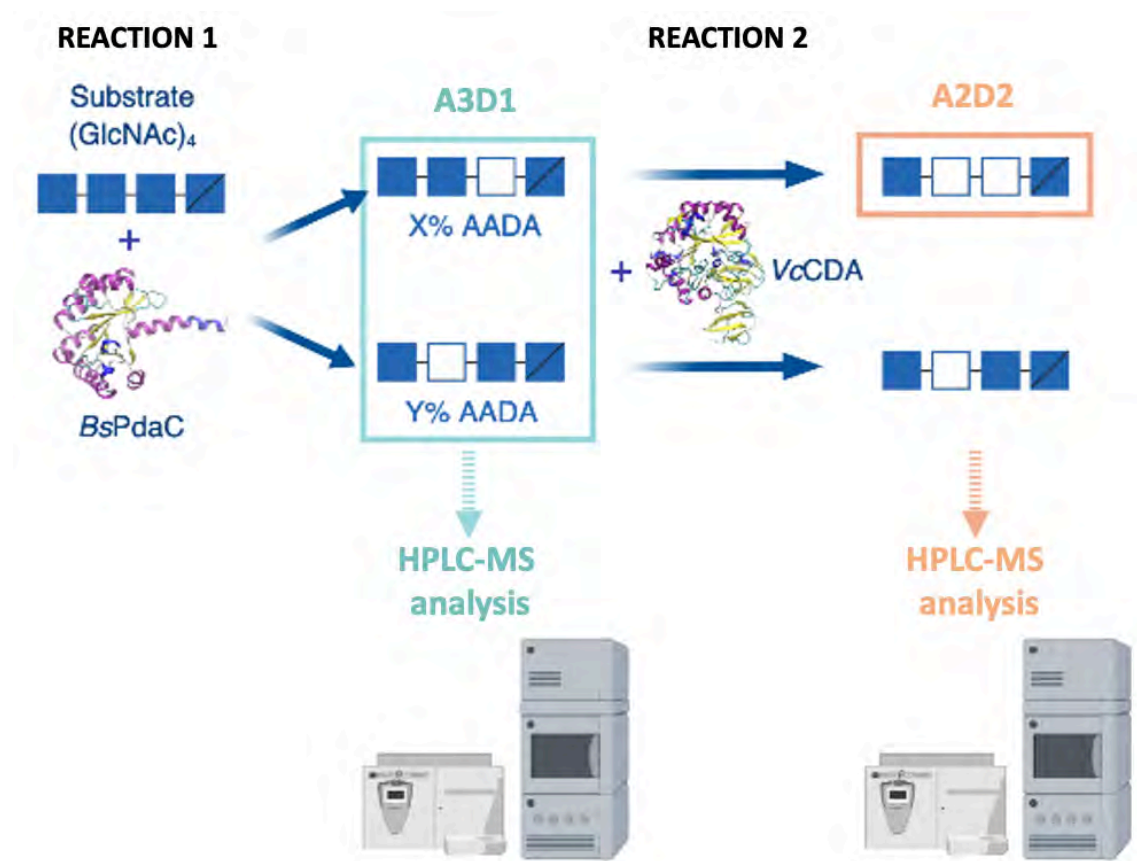 REACTION 1
REACTION 2
Substrate
(GlcNAc)₄
+
BsPdaC
A3D1
X% AADA
Y% AADA
HPLC-MS
analysis
+
VcCDA
A2D2
HPLC-MS
analysis